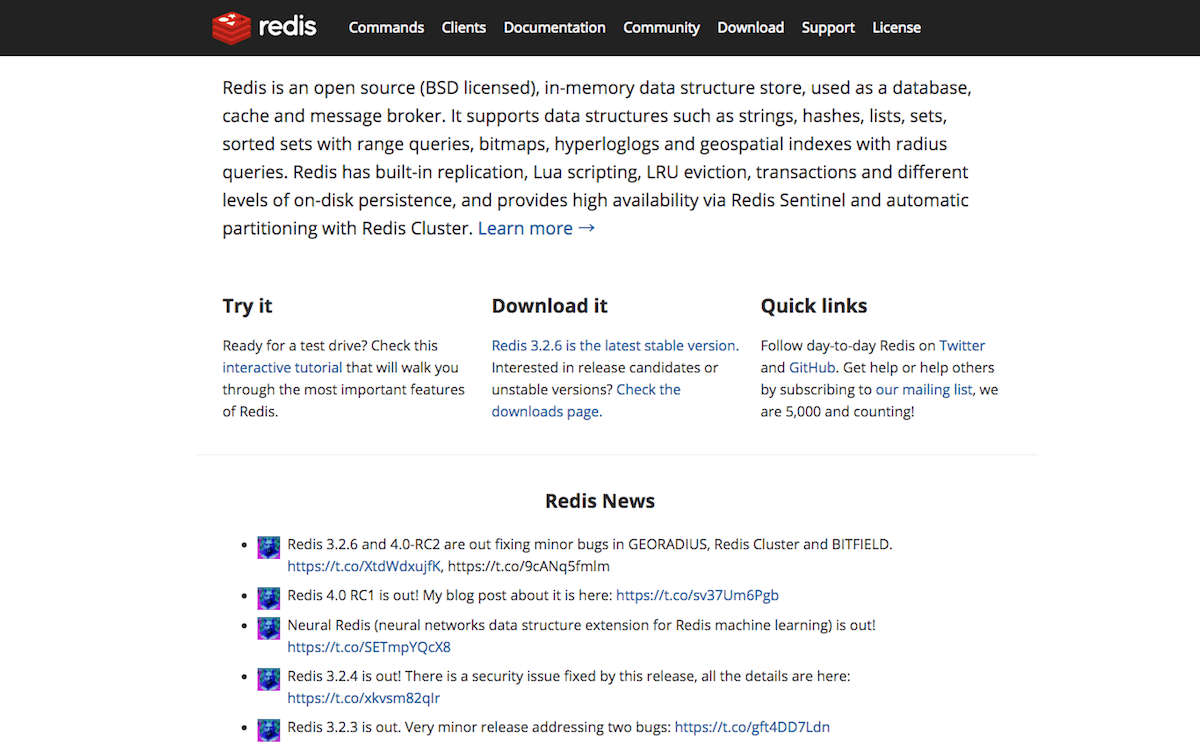 redis Commands Clients Documentation Community Download Support License
Redis is an open source (BSD licensed), in-memory data structure store, used as a database,
cache and message broker. It supports data structures such as strings, hashes, lists, sets,
sorted sets with range queries, bitmaps, hyperloglogs and geospatial indexes with radius
queries. Redis has built-in replication, Lua scripting, LRU eviction, transactions and different
levels of on-disk persistence, and provides high availability via Redis Sentinel and automatic
partitioning with Redis Cluster. Learn more →
Try it
Ready for a test drive? Check this
interactive tutorial that will walk you
through the most important features
of Redis.
Download it
Redis 3.2.6 is the latest stable version.
Interested in release candidates or
unstable versions? Check the
downloads page.
Quick links
Follow day-to-day Redis on Twitter
and GitHub. Get help or help others
by subscribing to our mailing list, we
are 5,000 and counting!
Redis News
• Redis 3.2.6 and 4.0-RC2 are out fixing minor bugs in GEORADIUS, Redis Cluster and BITFIELD.
https://t.co/XtdWdxujfK, https://t.co/9cANq5fmlm
• Redis 4.0 RC1 is out! My blog post about it is here: https://t.co/sv37Um6Pgb
• Neural Redis (neural networks data structure extension for Redis machine learning) is out!
https://t.co/SETmpYQcX8
• Redis 3.2.4 is out! There is a security issue fixed by this release, all the details are here:
https://t.co/xkvsm82qIr
• Redis 3.2.3 is out. Very minor release addressing two bugs: https://t.co/gft4DD7Ldn